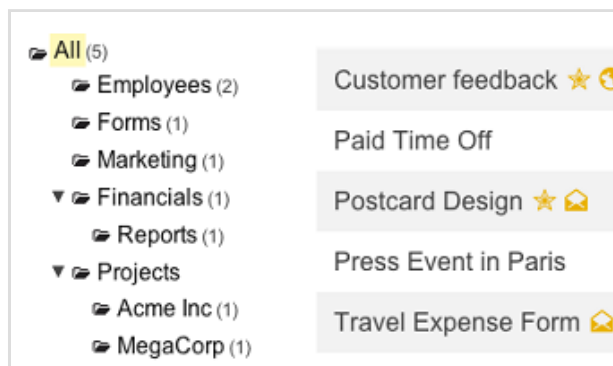 All (5)
Employees (2)
Forms (1)
Marketing (1)
Financials (1)
Reports (1)
Projects
Acme Inc (1)
MegaCorp (1)
Customer feedback
Paid Time Off
Postcard Design
Press Event in Paris
Travel Expense Form